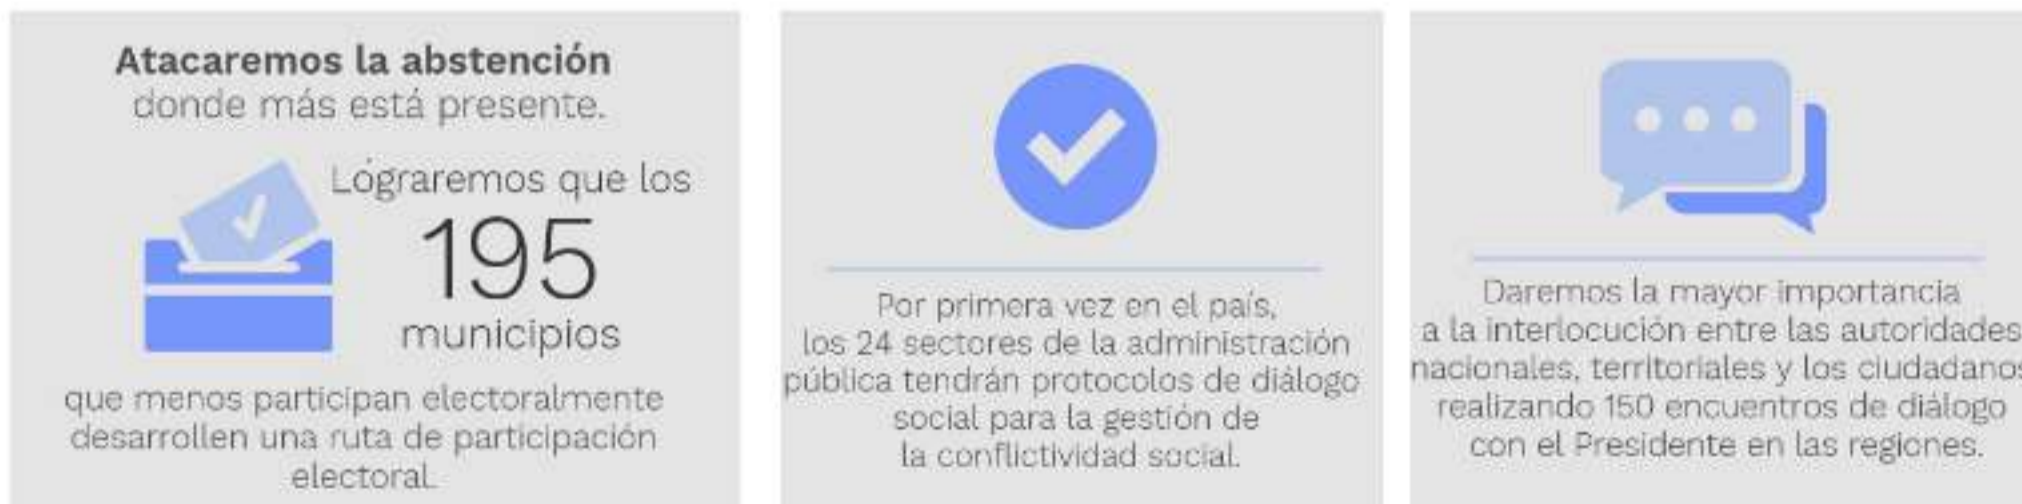 Atacaremos la abstención
donde más está presente.
Lógraremos que los
195
municipios
que menos participan electoralmente
desarrollen una ruta de participación
electoral.
Por primera vez en el país,
los 24 sectores de la administración
pública tendrán protocolos de diálogo
social para la gestión de
la conflictividad social.
Daremos la mayor importancia
a la interlocución entre las autoridades
nacionales, territoriales y los ciudadanos
realizando 150 encuentros de diálogo
con el Presidente en las regiones.